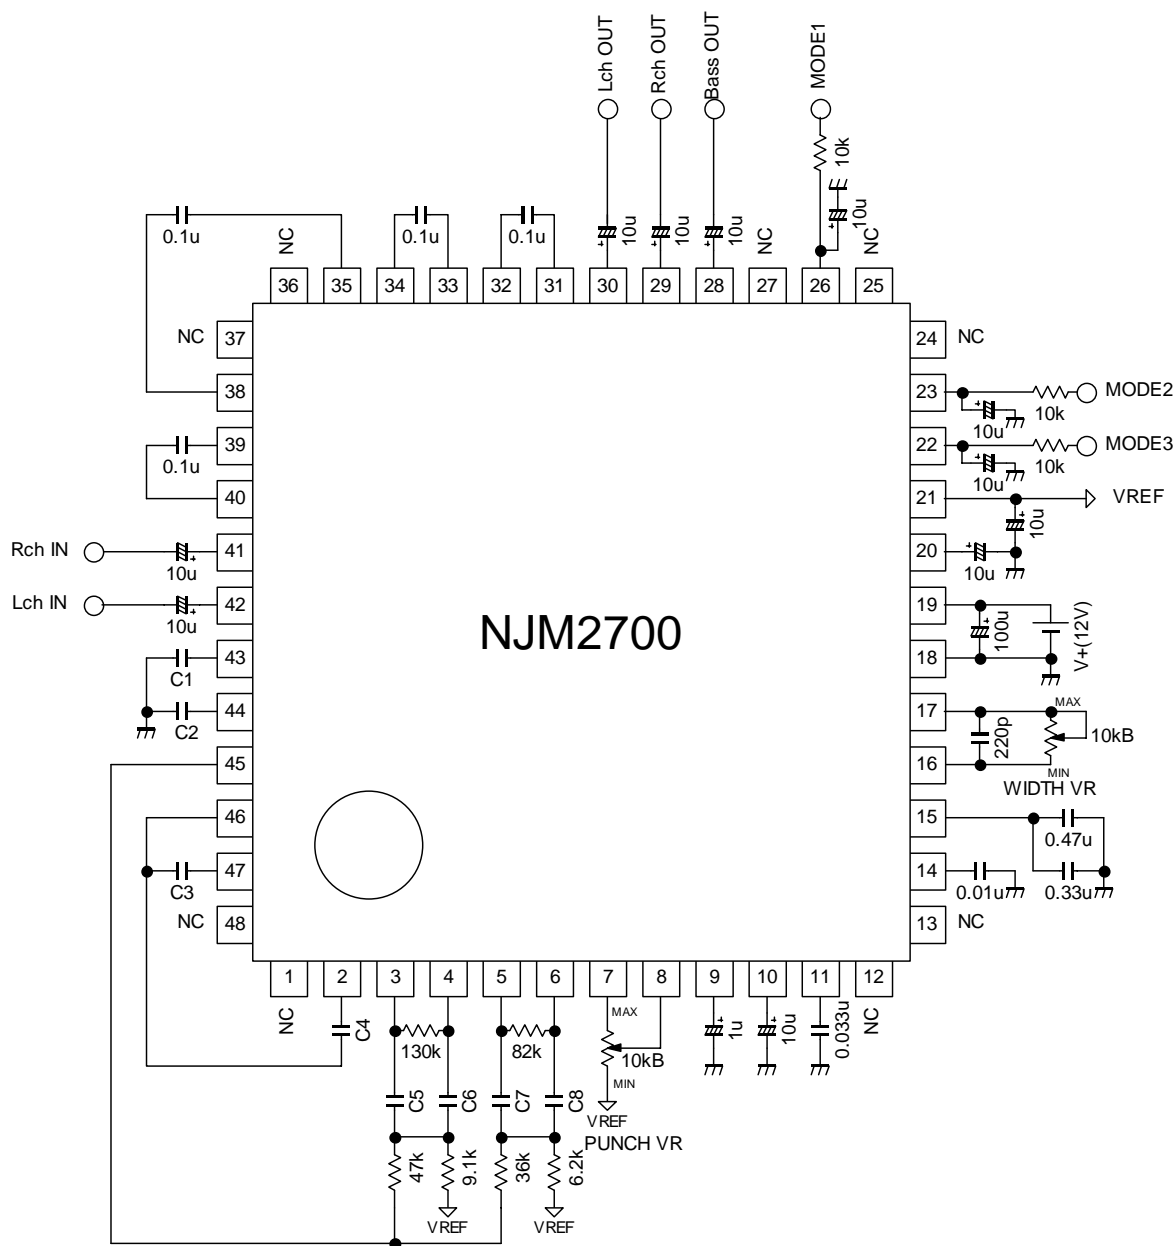 Lch OUT
Rch OUT
Bass OUT
MODE1
10k
10u
10u
10u
10u
0.1u
0.1u
0.1u
NC
NC
NC
36
35
34
33
32
31
30
29
28
27
26
25
NC
37
24
NC
38
23
MODE2
10k
10u
39
0.1u
22
MODE3
10k
10u
40
21
VREF
10u
Rch IN
10u
41
20
10u
Lch IN
10u
42
19
100u
V+(12V)
NJM2700
43
C1
18
44
C2
17
MAX
220p
10kB
45
16
MIN
WIDTH VR
46
15
0.47u
47
C3
14
0.01u
0.33u
NC
48
13
NC
1
2
3
4
5
6
7
8
9
10
11
12
NC
C4
130k
82k
MAX
10kB
MIN
1u
10u
0.033u
NC
C5
C6
C7
C8
VREF
PUNCH VR
47k
9.1k
36k
6.2k
VREF
VREF